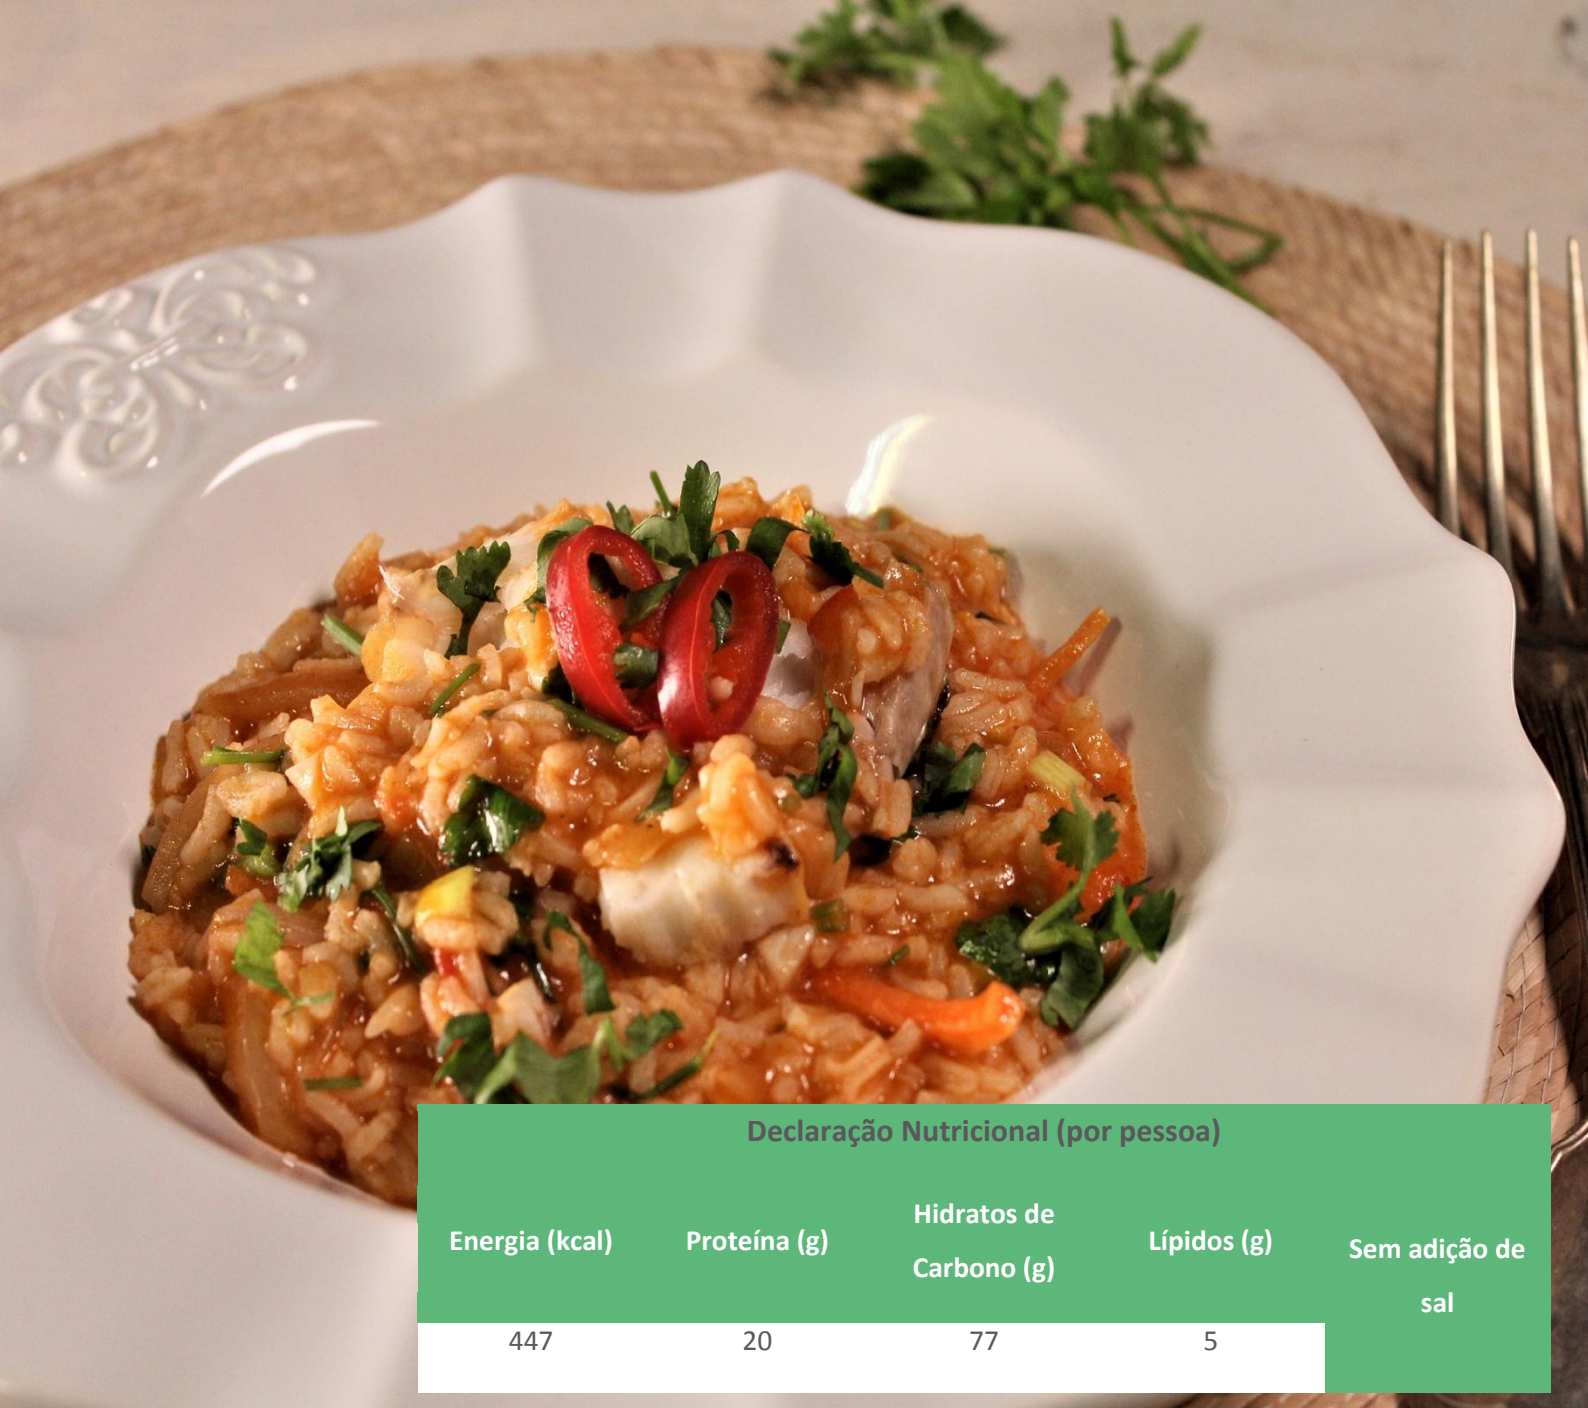 Declaração Nutricional (por pessoa)
Energia (kcal)
Proteína (g)
Hidratos de
Carbono (g)
Lípidos (g)
Sem adição de
sal
447
20
77
5